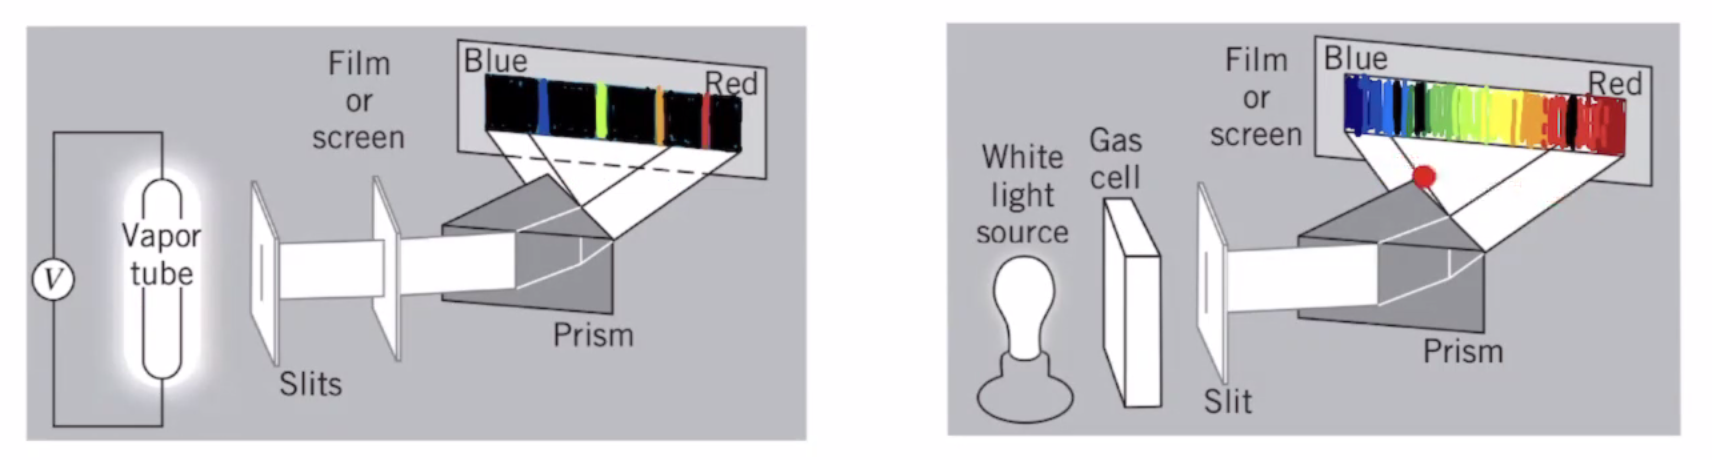 Film
or
screen
Blue
Red
V
Vapor
tube
Slits
Prism
Film
or
screen
Blue
Red
White
light
source
Gas
cell
Slit
Prism